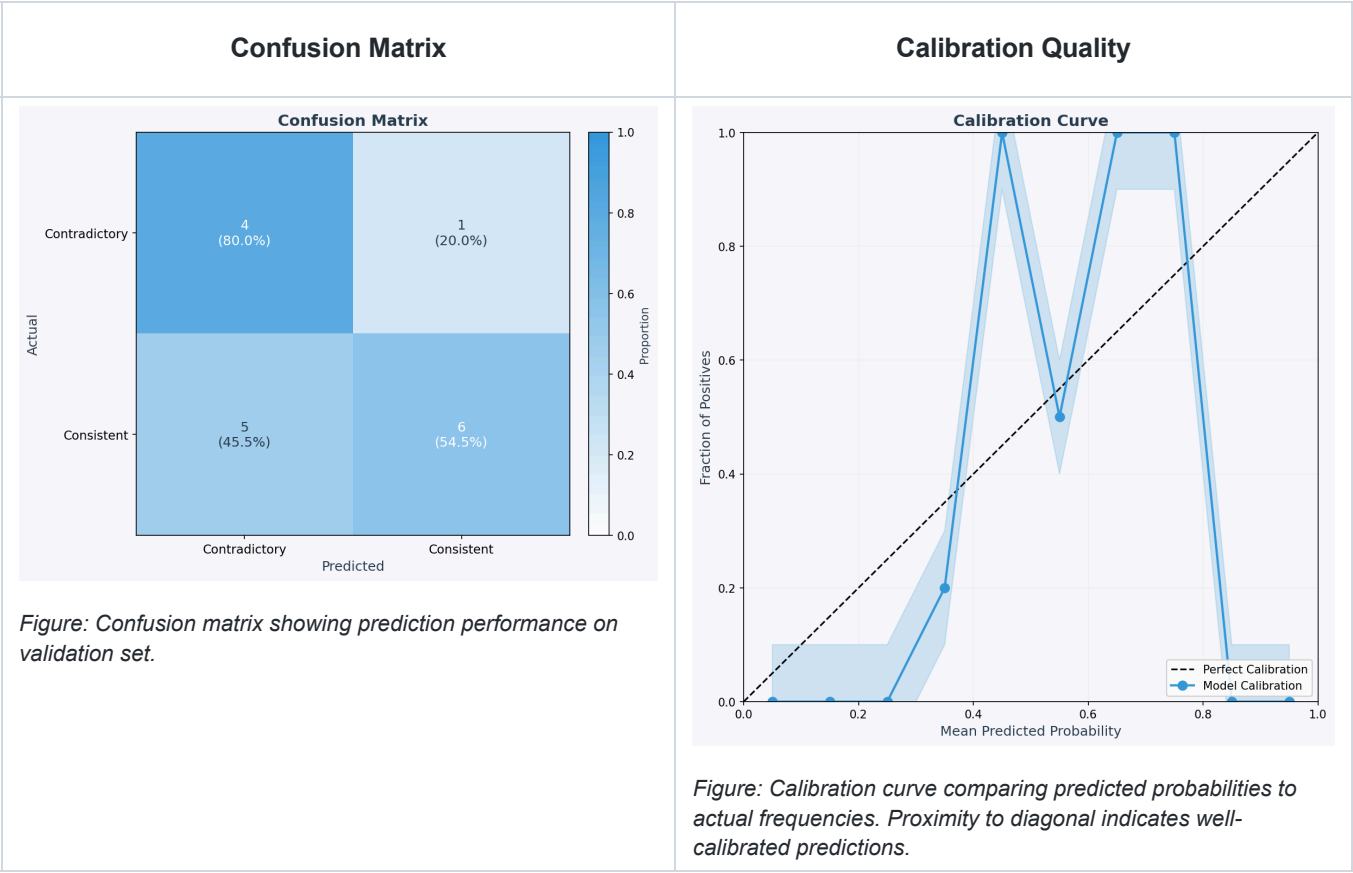 Confusion Matrix
Calibration Quality
Confusion Matrix
Contradictory
Consistent
Actual
4
(80.0%)
1
(20.0%)
5
(45.5%)
6
(54.5%)
Contradictory
Consistent
Predicted
1.0
0.8
0.6
0.4
0.2
0.0
Proportion
Figure: Confusion matrix showing prediction performance on
validation set.
Calibration Curve
1.0
0.8
0.6
0.4
0.2
0.0
Fraction of Positives
0.0
0.2
0.4
0.6
0.8
1.0
Mean Predicted Probability
Perfect Calibration
Model Calibration
Figure: Calibration curve comparing predicted probabilities to
actual frequencies. Proximity to diagonal indicates well-
calibrated predictions.